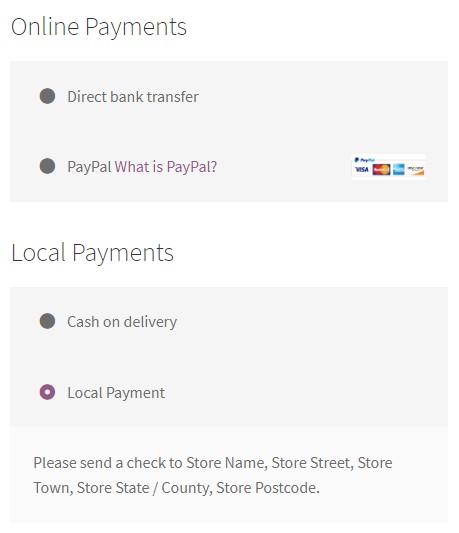 Online Payments
Direct bank transfer
PayPal What is PayPal?
PayPal
VISA
Local Payments
Cash on delivery
Local Payment
Please send a check to Store Name, Store Street, Store
Town, Store State / County, Store Postcode.